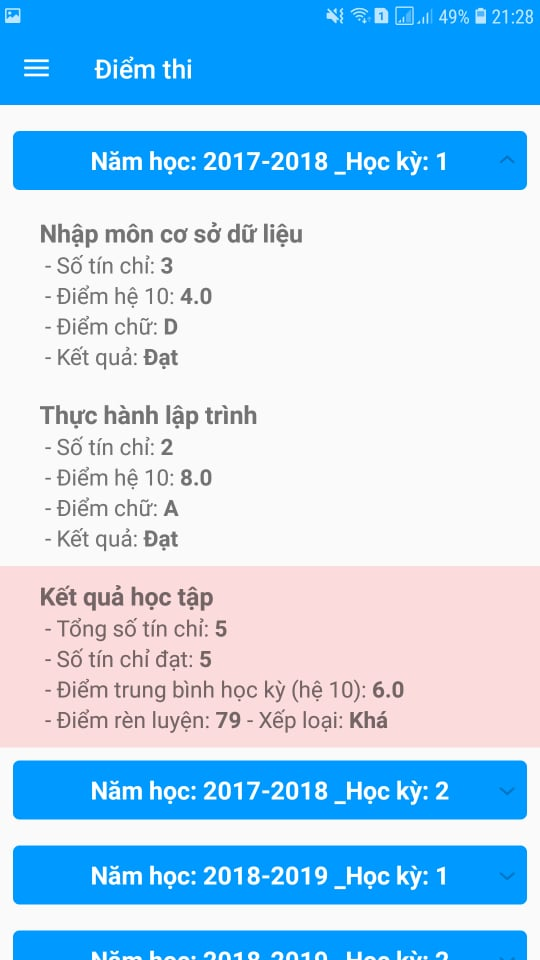 1 49% 21:28
Điểm thi
Năm học: 2017-2018 _Học kỳ: 1
Nhập môn cơ sở dữ liệu
- Số tín chỉ: 3
- Điểm hệ 10: 4.0
- Điểm chữ: D
- Kết quả: Đạt
Thực hành lập trình
- Số tín chỉ: 2
- Điểm hệ 10: 8.0
- Điểm chữ: A
- Kết quả: Đạt
Kết quả học tập
- Tổng số tín chỉ: 5
- Số tín chỉ đạt: 5
- Điểm trung bình học kỳ (hệ 10): 6.0
- Điểm rèn luyện: 79 - Xếp loại: Khá
Năm học: 2017-2018 _Học kỳ: 2
Năm học: 2018-2019 _Học kỳ: 1
Năm học: 2018-2019 _Học kỳ: 2